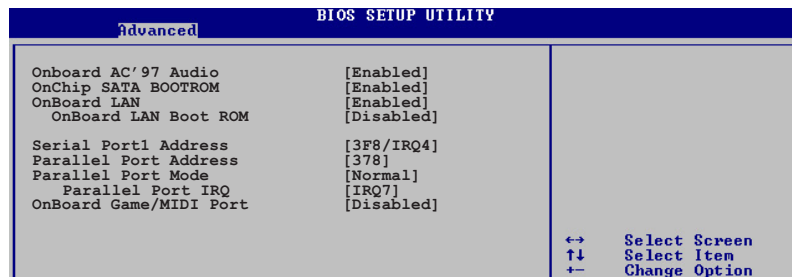 BIOS SETUP UTILITY
Advanced
Onboard AC'97 Audio [Enabled]
OnChip SATA BOOTROM [Enabled]
OnBoard LAN [Enabled]
OnBoard LAN Boot ROM [Disabled]
Serial Port1 Address [3F8/IRQ4]
Parallel Port Address [378]
Parallel Port Mode [Normal]
Parallel Port IRQ [IRQ7]
OnBoard Game/MIDI Port [Disabled]
←→ Select Screen
↑↓ Select Item
+- Change Option